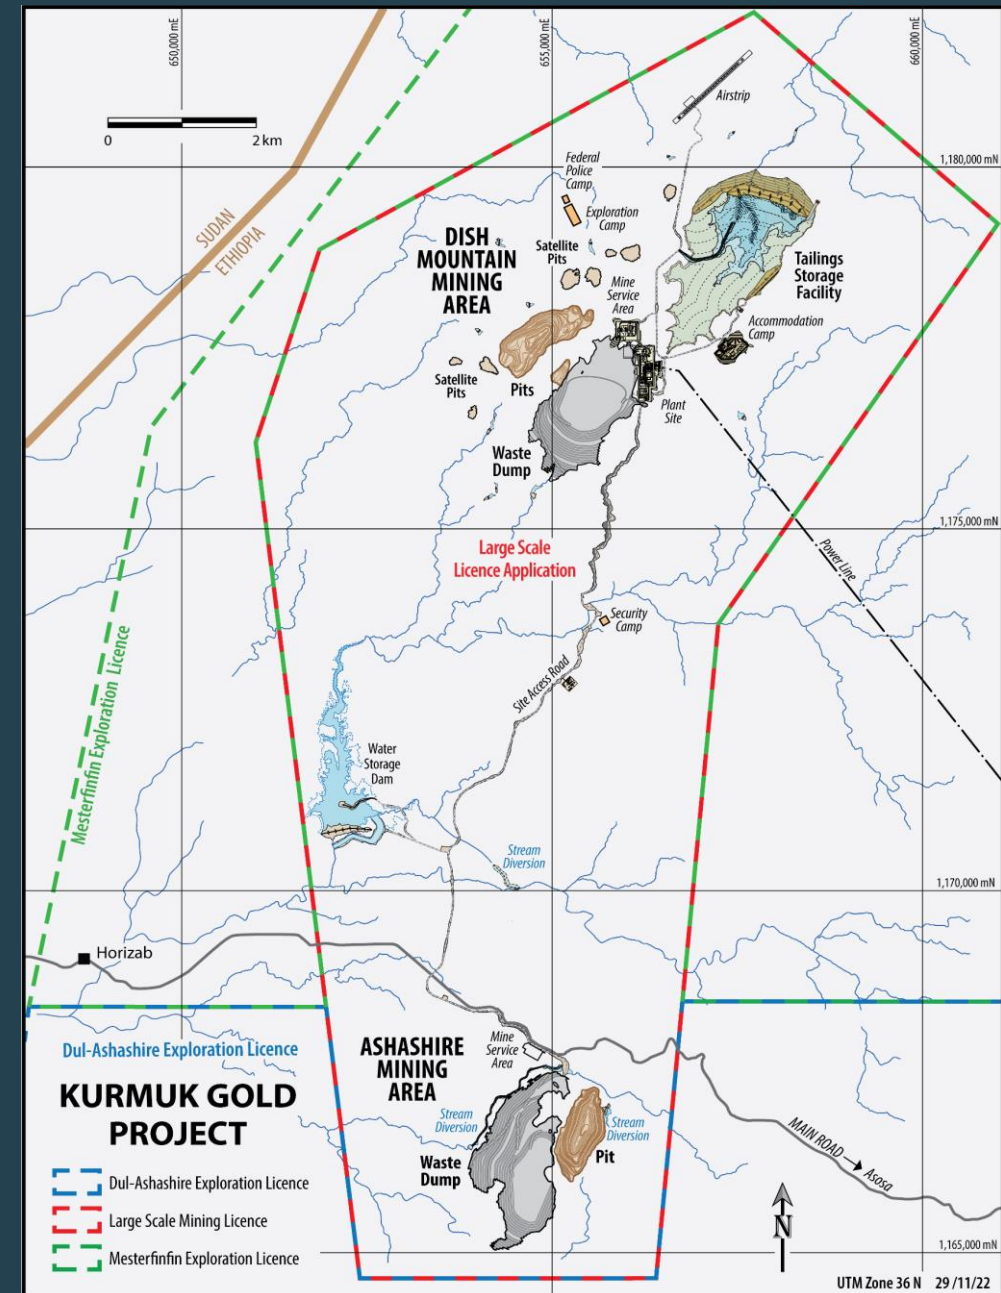 650,000 mE
655,000 mE
660,000 mE
0
2 km
Airstrip
1,180,000 mN
Federal
Police
Camp
Exploration
Camp
SUDAN
ETHIOPIA
DISH
MOUNTAIN
MINING
AREA
Satellite
Pits
Mine
Service
Area
Tailings
Storage
Facility
Accommodation
Camp
Satellite
Pits
Pits
Plant
Site
Waste
Dump
1,175,000 mN
Large Scale
Licence Application
Power Line
Security
Camp
Site Access Road
Mesterfinfin Exploration Licence
Water
Storage
Dam
Stream
Diversion
1,170,000 mN
Horizab
Dul-Ashashire Exploration Licence
ASHASHIRE
MINING
AREA
Mine
Service
Area
KURMUK GOLD
PROJECT
Stream
Diversion
Stream
Diversion
Pit
Waste
Dump
MAIN ROAD Asosa
Dul-Ashashire Exploration Licence
Large Scale Mining Licence
Mesterfinfin Exploration Licence
N
1,165,000 mN
UTM Zone 36 N 29 /11/22